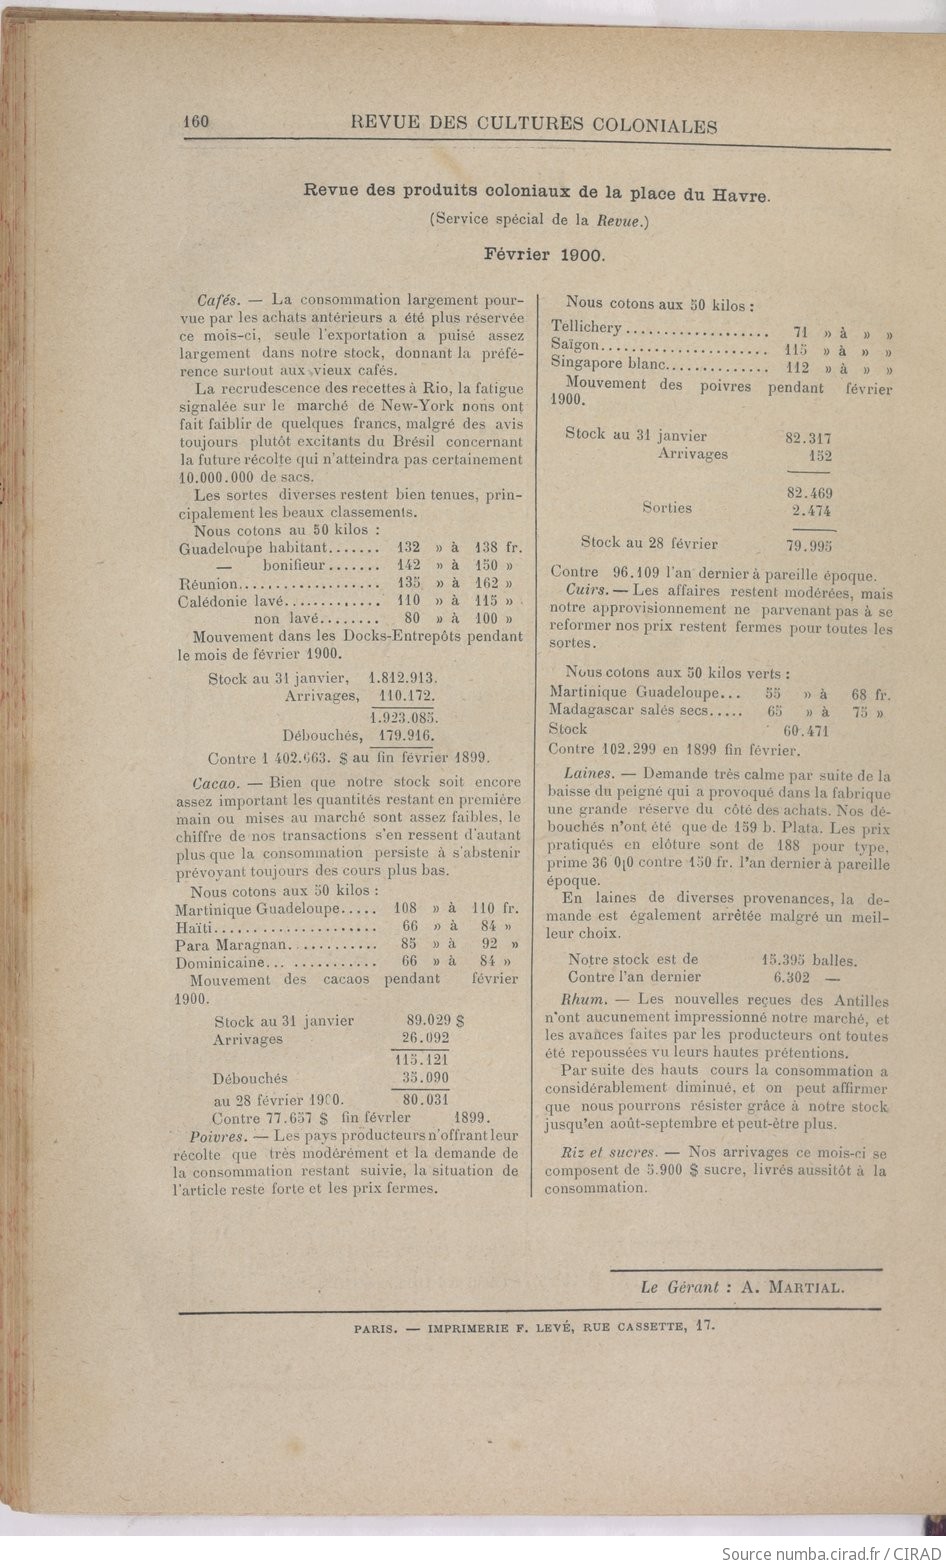 160 REVUE DES CULTURES COLONIALES
Revue des produits coloniaux de la place du Havre.
(Service spécial de la Revue.)
Février 1900.
Cafés. — La consommation largement pour-
vue par les achats antérieurs a été plus réservée
ce mois-ci, seule l'exportation a puisé assez
largement dans notre stock, donnant la préfé-
rence surtout aux vieux cafés.
La recrudescence des recettes à Rio, la fatigue
signalée sur le marché de New-York nons ont
fait faiblir de quelques francs, malgré des avis
toujours plutôt excitants du Brésil concernant
la future récolte qui n'atteindra pas certainement
10.000.000 de sacs.
Les sortes diverses restent bien tenues, prin-
cipalement les beaux classements.
Nous cotons au 50 kilos :
Guadeloupe habitant....... 132 » à 138 fr.
— bonifieur....... 142 » à 150 »
Réunion................... 135 » à 162 »
Calédonie lavé............. 110 » à 115 »
non lavé........ 80 » à 100 »
Mouvement dans les Docks-Entrepôts pendant
le mois de février 1900.
Stock au 31 janvier, 1.812.913.
Arrivages, 110.172.
1.923.085.
Débouchés, 179.916.
Contre 1 402.663. $ au fin février 1899.
Cacao. — Bien que notre stock soit encore
assez important les quantités restant en première
main ou mises au marché sont assez faibles, le
chiffre de nos transactions s'en ressent d'autant
plus que la consommation persiste à s'abstenir
prévoyant toujours des cours plus bas.
Nous cotons aux 50 kilos :
Martinique Guadeloupe..... 108 » à 110 fr.
Haïti...................... 66 » à 84 »
Para Maragnan............ 85 » à 92 »
Dominicaine... ........... 66 » à 84 »
Mouvement des cacaos pendant février
1900.
Stock au 31 janvier 89.029 $
Arrivages 26.092
115.121
Débouchés 35.090
au 28 février 1900. 80.031
Contre 77.657 $ fin févrler 1899.
Poivres. — Les pays producteurs n'offrant leur
récolte que très modérément et la demande de
la consommation restant suivie, la situation de
l'article reste forte et les prix fermes.
Nous cotons aux 50 kilos :
Tellichery................... 71 » à » »
Saïgon...................... 115 » à » »
Singapore blanc.............. 112 » à » »
Mouvement des poivres pendant février
1900.
Stock au 31 janvier 82.317
Arrivages 152
82.469
Sorties 2.474
Stock au 28 février 79.995
Contre 96.109 l'an dernier à pareille époque.
Cuirs. — Les affaires restent modérées, mais
notre approvisionnement ne parvenant pas à se
reformer nos prix restent fermes pour toutes les
sortes.
Nous cotons aux 50 kilos verts :
Martinique Guadeloupe... 55 » à 68 fr.
Madagascar salés secs..... 65 » à 75 »
Stock 60.471
Contre 102.299 en 1899 fin février.
Laines. — Demande très calme par suite de la
baisse du peigné qui a provoqué dans la fabrique
une grande réserve du côté des achats. Nos dé-
bouchés n'ont été que de 159 b. Plata. Les prix
pratiqués en clôture sont de 188 pour type,
prime 36 0|0 contre 150 fr. l'an dernier à pareille
époque.
En laines de diverses provenances, la de-
mande est également arrêtée malgré un meil-
leur choix.
Notre stock est de 15.395 balles.
Contre l'an dernier 6.302 —
Rhum. — Les nouvelles reçues des Antilles
n'ont aucunement impressionné notre marché, et
les avances faites par les producteurs ont toutes
été repoussées vu leurs hautes prétentions.
Par suite des hauts cours la consommation a
considérablement diminué, et on peut affirmer
que nous pourrons résister grâce à notre stock
jusqu'en août-septembre et peut-être plus.
Riz et sucres. — Nos arrivages ce mois-ci se
composent de 5.900 $ sucre, livrés aussitôt à la
consommation.
Le Gérant : A. MARTIAL.
PARIS. — IMPRIMERIE F. LEVÉ, RUE CASSETTE, 17.
Source numba.cirad.fr / CIRAD